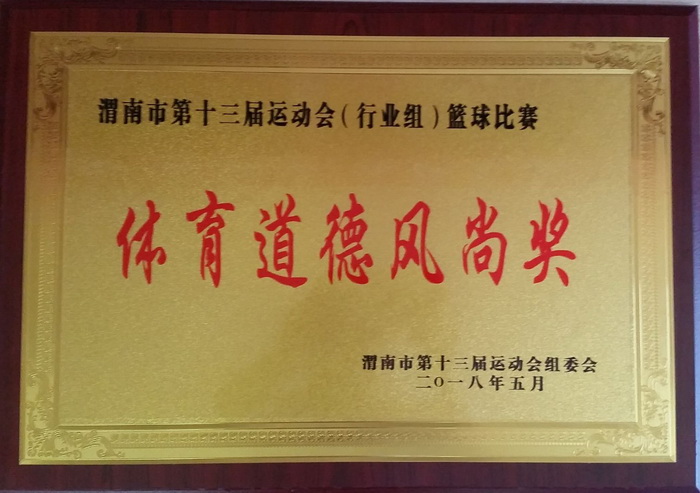 渭南市第十三届运动会(行业组)篮球比赛
体育道德风尚奖
渭南市第十三届运动会组委会
二〇一八年五月